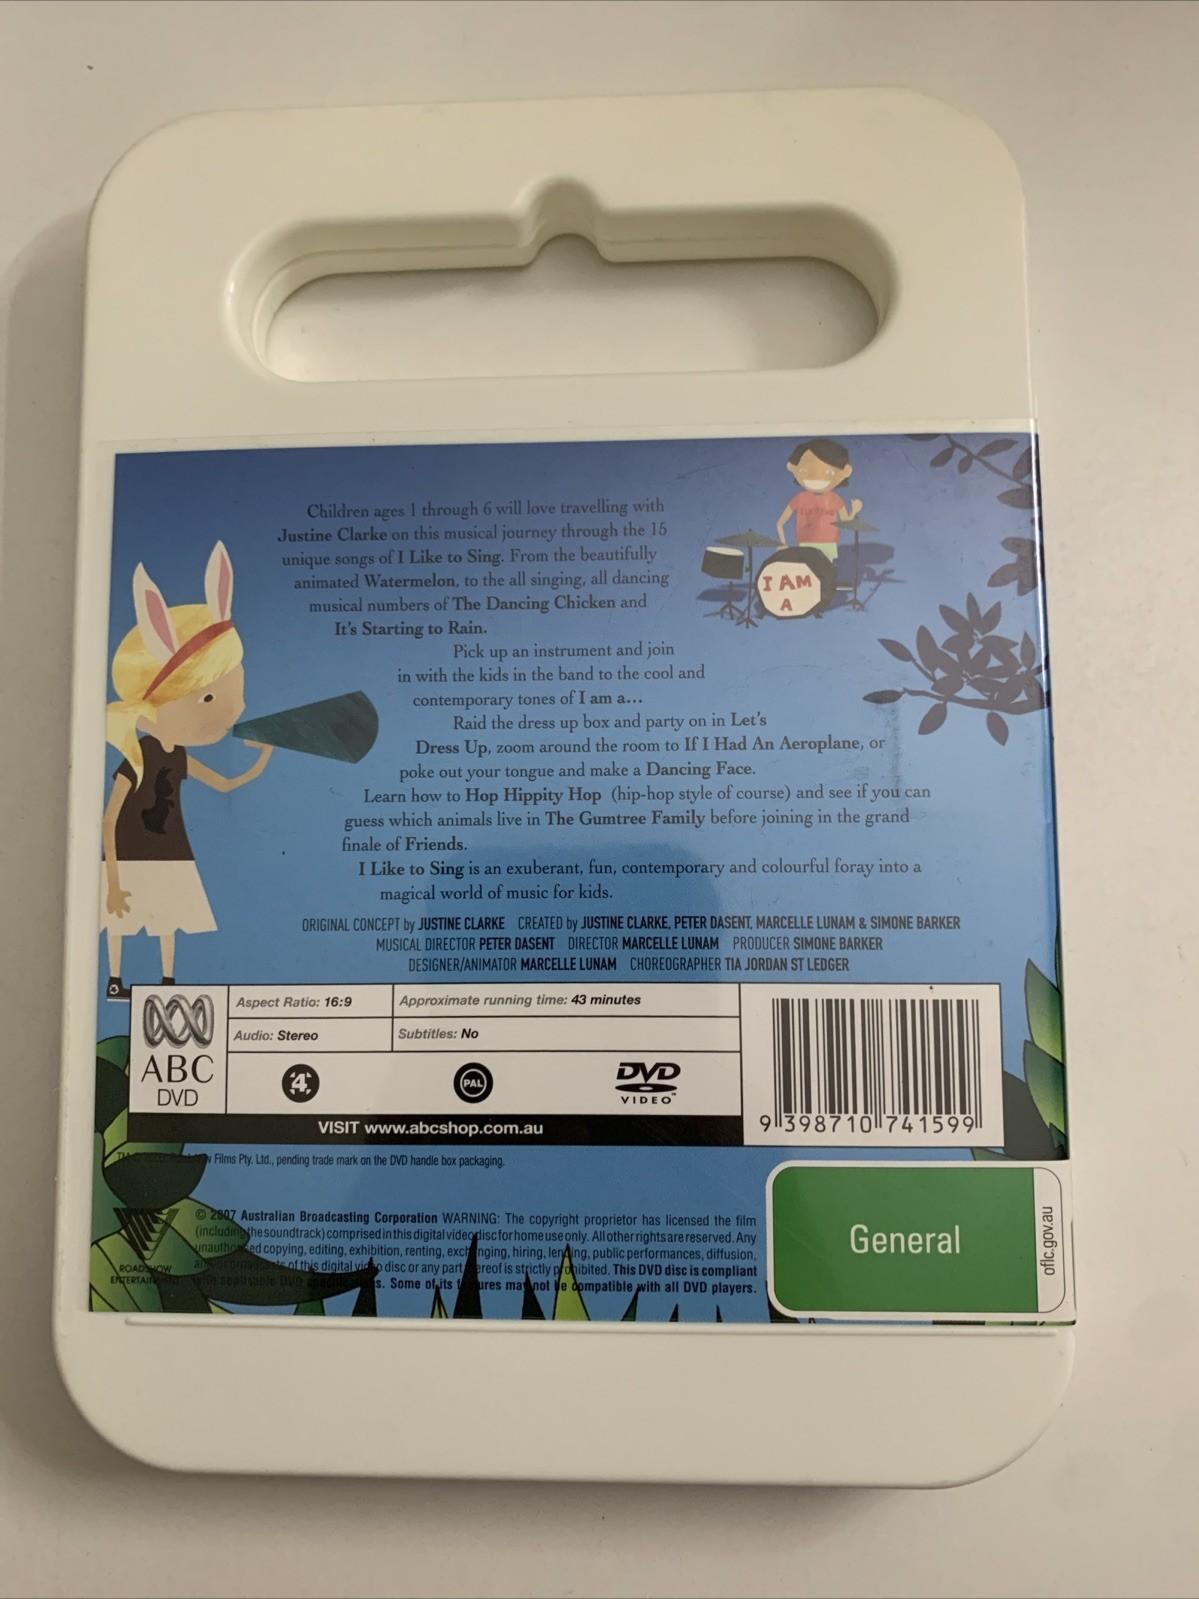 Children ages 1 through 6 will love travelling with
Justine Clarke on this musical journey through the 15
unique songs of I Like to Sing. From the beautifully
animated Watermelon, to the all singing, all dancing
musical numbers of The Dancing Chicken and
It's Starting to Rain.
Pick up an instrument and join
in with the kids in the band to the cool and
contemporary tones of I am a...
Raid the dress up box and party on in Let's
Dress Up, zoom around the room to If I Had An Aeroplane, or
poke out your tongue and make a Dancing Face.
Learn how to Hop Hippity Hop (hip-hop style of course) and see if you can
guess which animals live in The Gumtree Family before joining in the grand
finale of Friends.
I Like to Sing is an exuberant, fun, contemporary and colourful foray into a
magical world of music for kids.
I AM
A
ORIGINAL CONCEPT by JUSTINE CLARKE CREATED by JUSTINE CLARKE, PETER DASENT, MARCELLE LUNAM & SIMONE BARKER
MUSICAL DIRECTOR PETER DASENT DIRECTOR MARCELLE LUNAM PRODUCER SIMONE BARKER
DESIGNER/ANIMATOR MARCELLE LUNAM CHOREOGRAPHER TIA JORDAN ST LEDGER
ABC
DVD
Aspect Ratio: 16:9
Approximate running time: 43 minutes
Audio: Stereo
Subtitles: No
4
PAL
DVD
VIDEO™
9 398710 741599
VISIT www.abcshop.com.au
Films Pty. Ltd., pending trade mark on the DVD handle box packaging.
ROADSHOW
ENTERTAINMENT
© 2007 Australian Broadcasting Corporation WARNING: The copyright proprietor has licensed the film
(including the soundtrack) comprised in this digital video disc for home use only. All other rights are reserved. Any
unauthorised copying, editing, exhibition, renting, exchanging, hiring, lending, public performances, diffusion,
of this digital video disc or any part thereof is strictly prohibited. This DVD disc is compliant
applicable DVD specifications. Some of its features may not be compatible with all DVD players.
General
oflc.gov.au